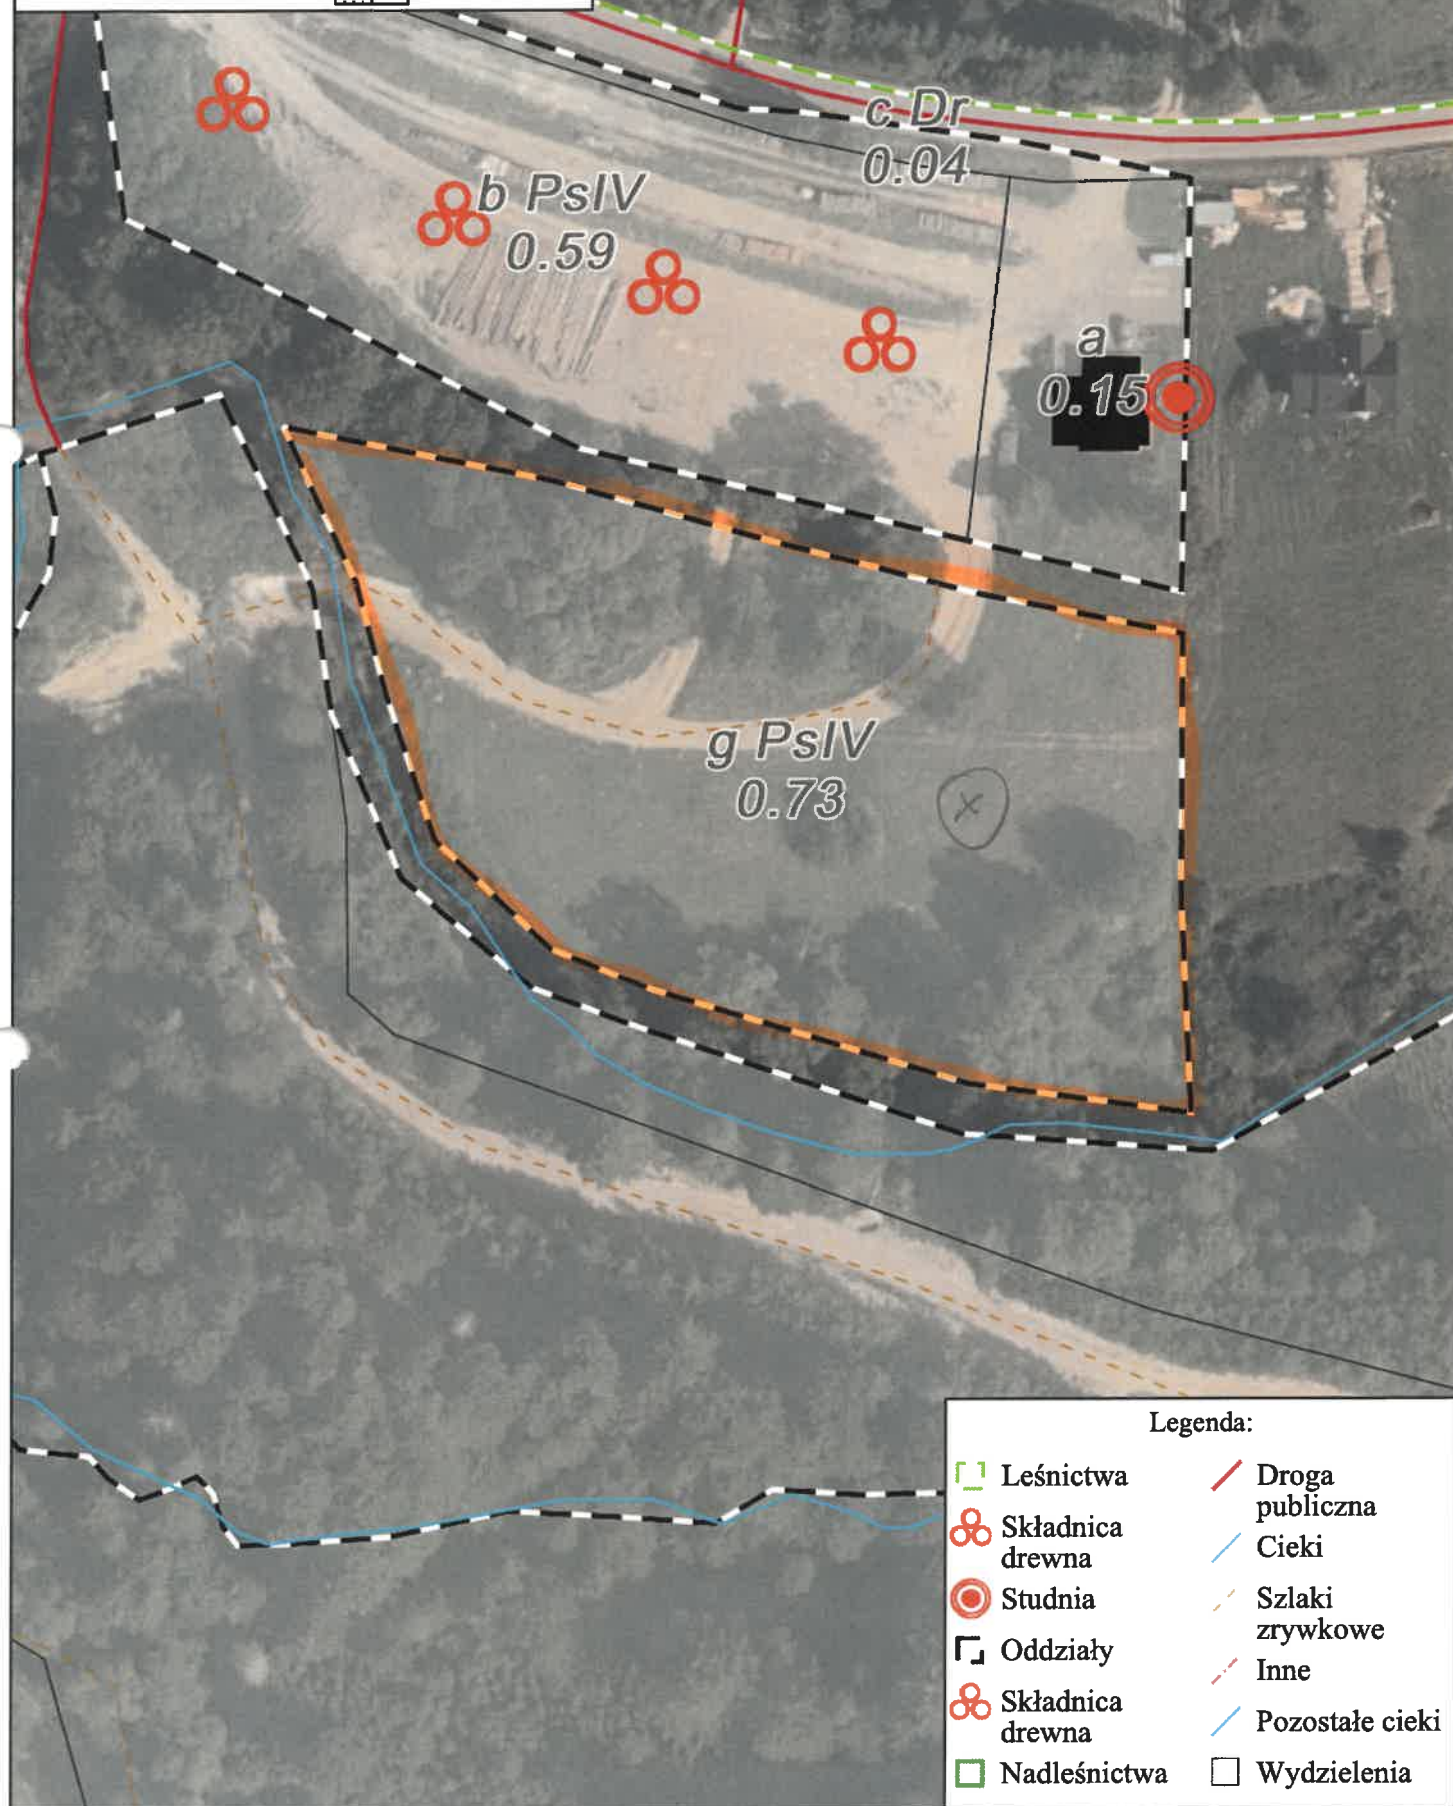 c Dr
0.04
b PsIV
0.59
a
0.15
g PsIV
0.73
Legenda:
Leśnictwa
Składnica
drewna
Studnia
Oddziały
Składnica
drewna
Nadleśnictwa
Droga
publiczna
Cieki
Szlaki
zrywkowe
Inne
Pozostałe cieki
Wydzielenia